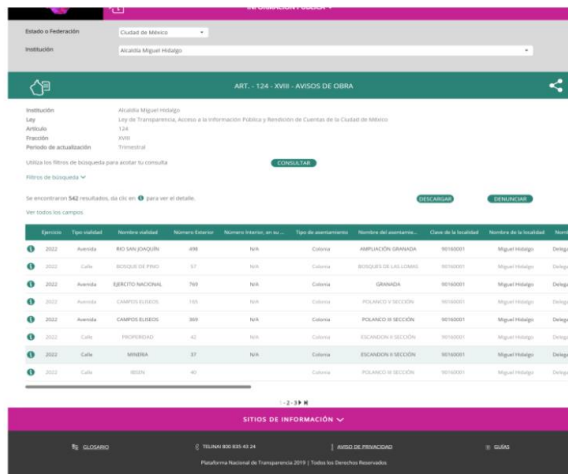 INFORMACIÓN PÚBLICA
Estado o Federación Ciudad de México
Institución Alcaldía Miguel Hidalgo
ART. - 124 - XVIII - AVISOS DE OBRA
Institución Alcaldía Miguel Hidalgo
Ley Ley de Transparencia, Acceso a la Información Pública y Rendición de Cuentas de la Ciudad de México
Artículo 124
Fracción XVIII
Periodo de actualización Trimestral
Utiliza los filtros de búsqueda para acotar tu consulta CONSULTAR
Filtros de búsqueda
Se encontraron 542 resultados, da clic en i para ver el detalle. DESCARGAR DENUNCIAR
Ver todos los campos
Ejercicio Tipo vialidad Nombre vialidad Número Exterior Número Interior, en su... Tipo de asentamiento Nombre del asentamie... Clave de la localidad Nombre de la localidad
2022 Avenida RIO SAN JOAQUÍN 498 N/A Colonia AMPLIACIÓN GRANADA 90160001 Miguel Hidalgo
2022 Calle BOSQUE DE PINO 57 N/A Colonia BOSQUES DE LAS LOMAS 90160001 Miguel Hidalgo
2022 Avenida EJERCITO NACIONAL 769 N/A Colonia GRANADA 90160001 Miguel Hidalgo
2022 Avenida CAMPOS ELISEOS N/A Colonia POLANCO SECCIÓN 90160001 Miguel Hidalgo
2022 Avenida CAMPOS ELISEOS 369 N/A Colonia POLANCO III SECCIÓN 90160001 Miguel Hidalgo
2022 Calle PROPIEDAD 42 N/A Colonia ESCANDON II SECCIÓN 90160001 Miguel Hidalgo
2022 Calle MINERIA 37 N/A Colonia ESCANDON II SECCIÓN 90160001 Miguel Hidalgo
2022 Calle IBSEN 40 N/A Colonia POLANCO III SECCIÓN 90160001 Miguel Hidalgo
1 - 2 - 3
SITIOS DE INFORMACIÓN
GLOSARIO TELINAI 800 835 43 24 AVISO DE PRIVACIDAD GUÍAS
Plataforma Nacional de Transparencia 2019 | Todos los Derechos Reservados